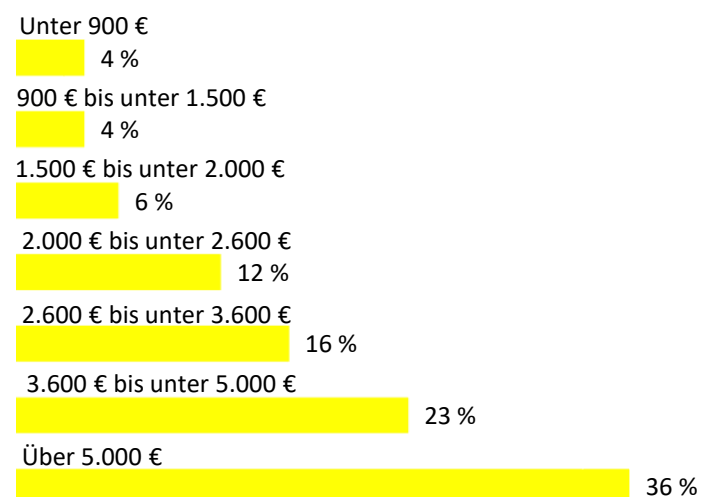 Unter 900 €
4 %
900 € bis unter 1.500 €
4 %
1.500 € bis unter 2.000 €
6 %
2.000 € bis unter 2.600 €
12 %
2.600 € bis unter 3.600 €
16 %
3.600 € bis unter 5.000 €
23 %
Über 5.000 €
36 %